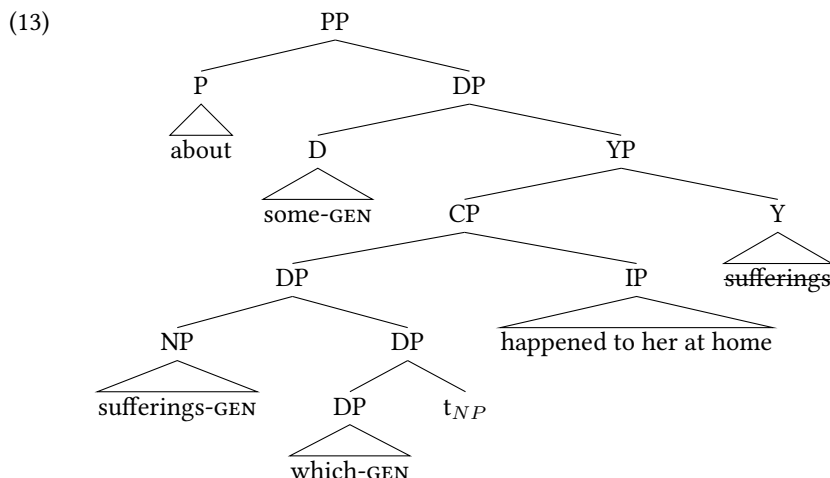 (13) PP
P DP
about D YP
some-GEN CP Y
DP IP sufferings
NP DP happened to her at home
sufferings-GEN DP t_NP
which-GEN